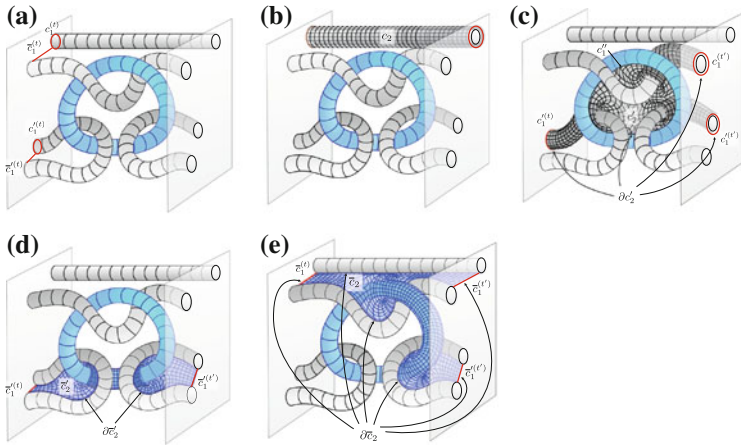 (a)
c₁⁽ᵗ⁾
c̅₁⁽ᵗ⁾
c₁′⁽ᵗ⁾
c̅₁′⁽ᵗ⁾
(b)
c₂
(c)
c₁″
c₁⁽ᵗ′⁾
c₁′⁽ᵗ⁾
c₂′
c₁′⁽ᵗ′⁾
∂c₂′
(d)
c̅₂′
c̅₁′⁽ᵗ⁾
c̅₁′⁽ᵗ′⁾
∂c̅₂′
(e)
c̅₁⁽ᵗ⁾
c̅₂
c̅₁⁽ᵗ′⁾
c̅₁′⁽ᵗ′⁾
∂c̅₂